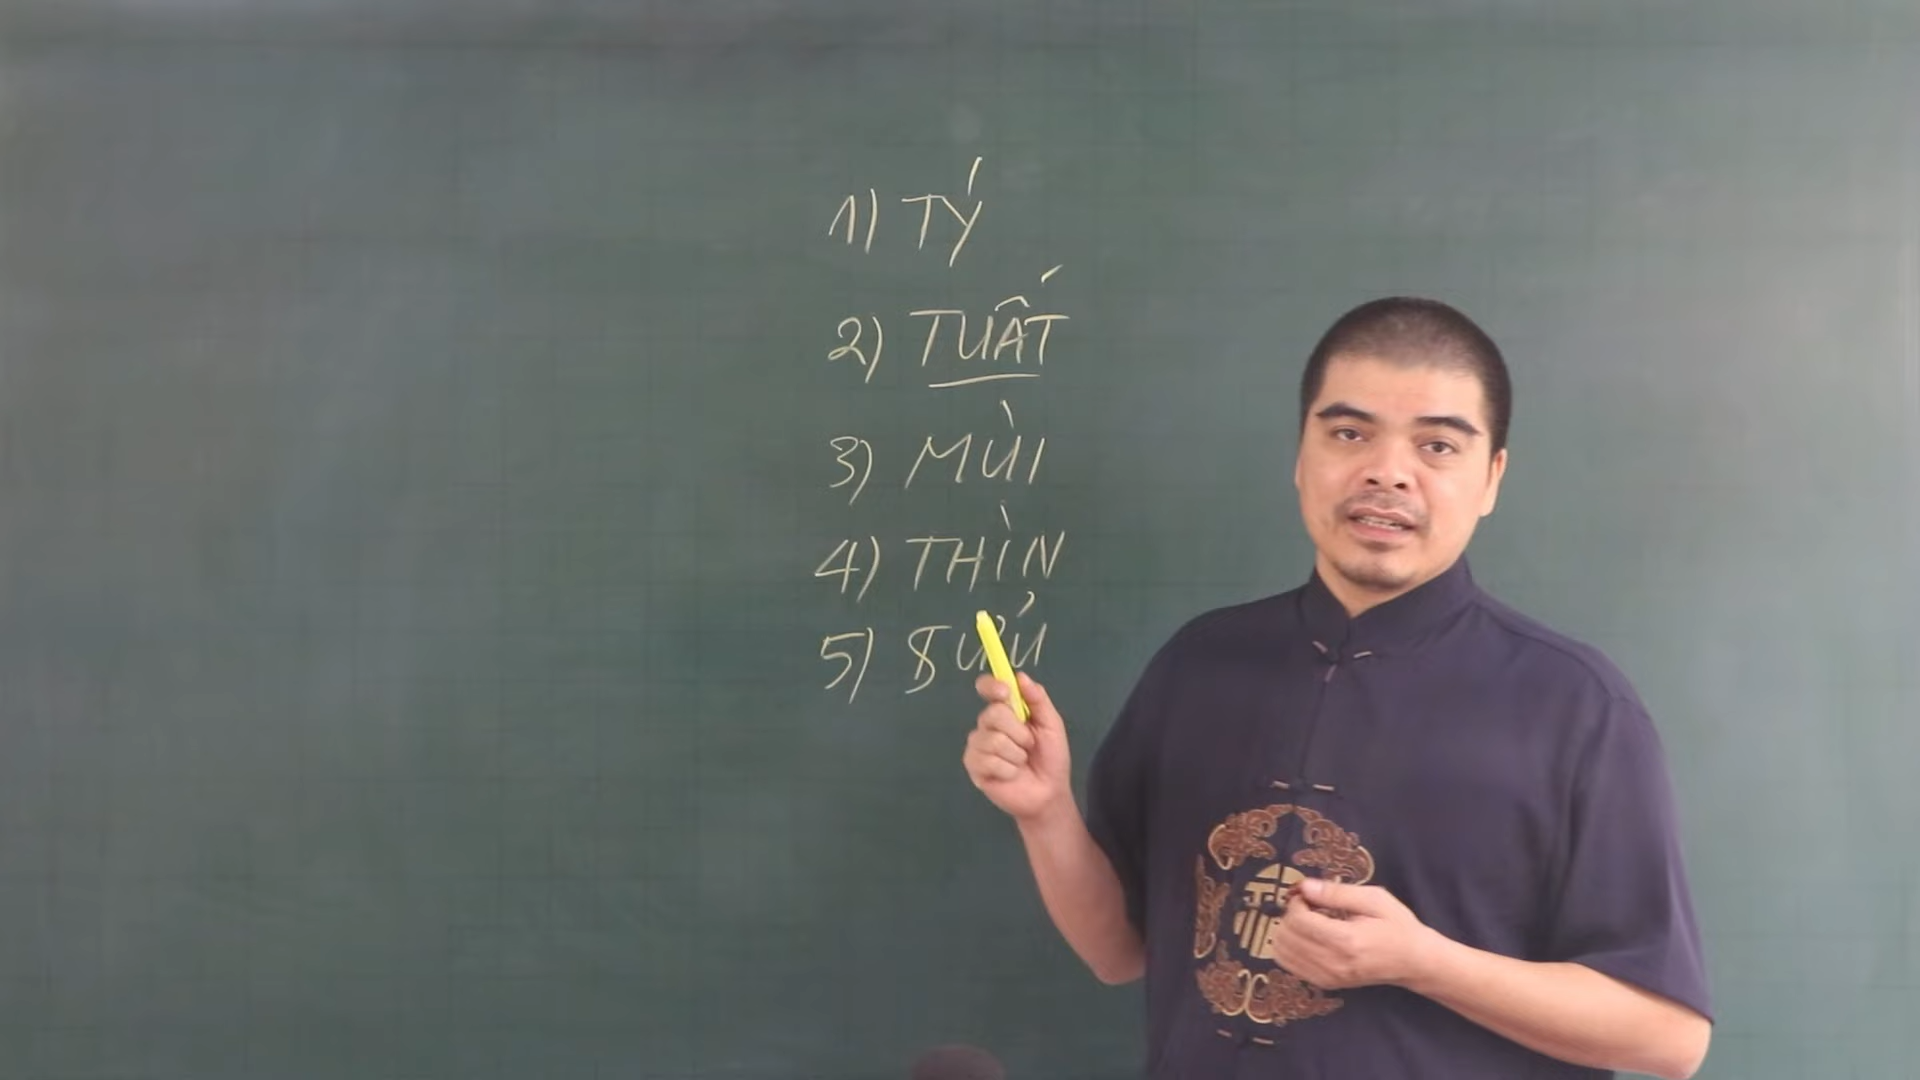 1) TÝ
2) TUẤT
3) MÙI
4) THÌN
5) SỬU